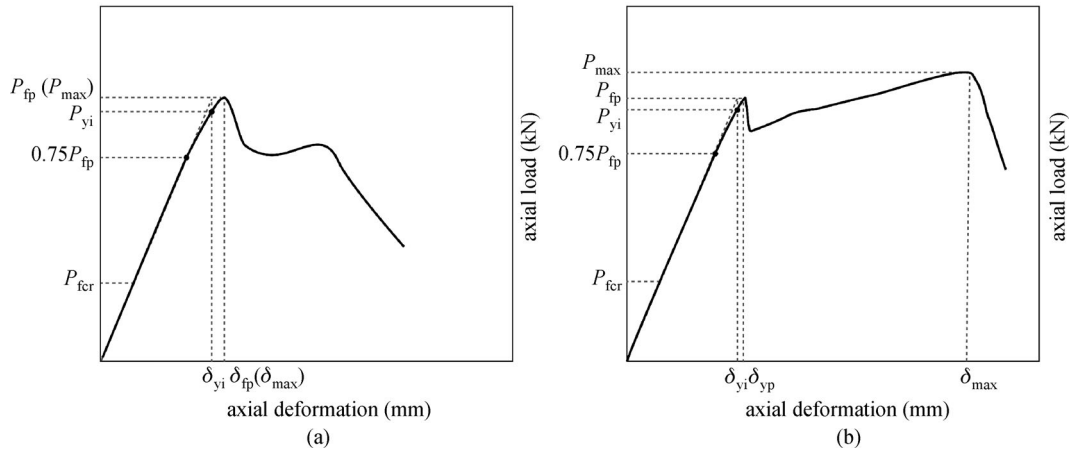 P_fp (P_max)
P_yi
0.75P_fp
P_fcr
δ_yi δ_fp(δ_max)
axial deformation (mm)
(a)
axial load (kN)
P_max
P_fp
P_yi
0.75P_fp
P_fcr
δ_yi δ_yp
δ_max
axial deformation (mm)
(b)
axial load (kN)